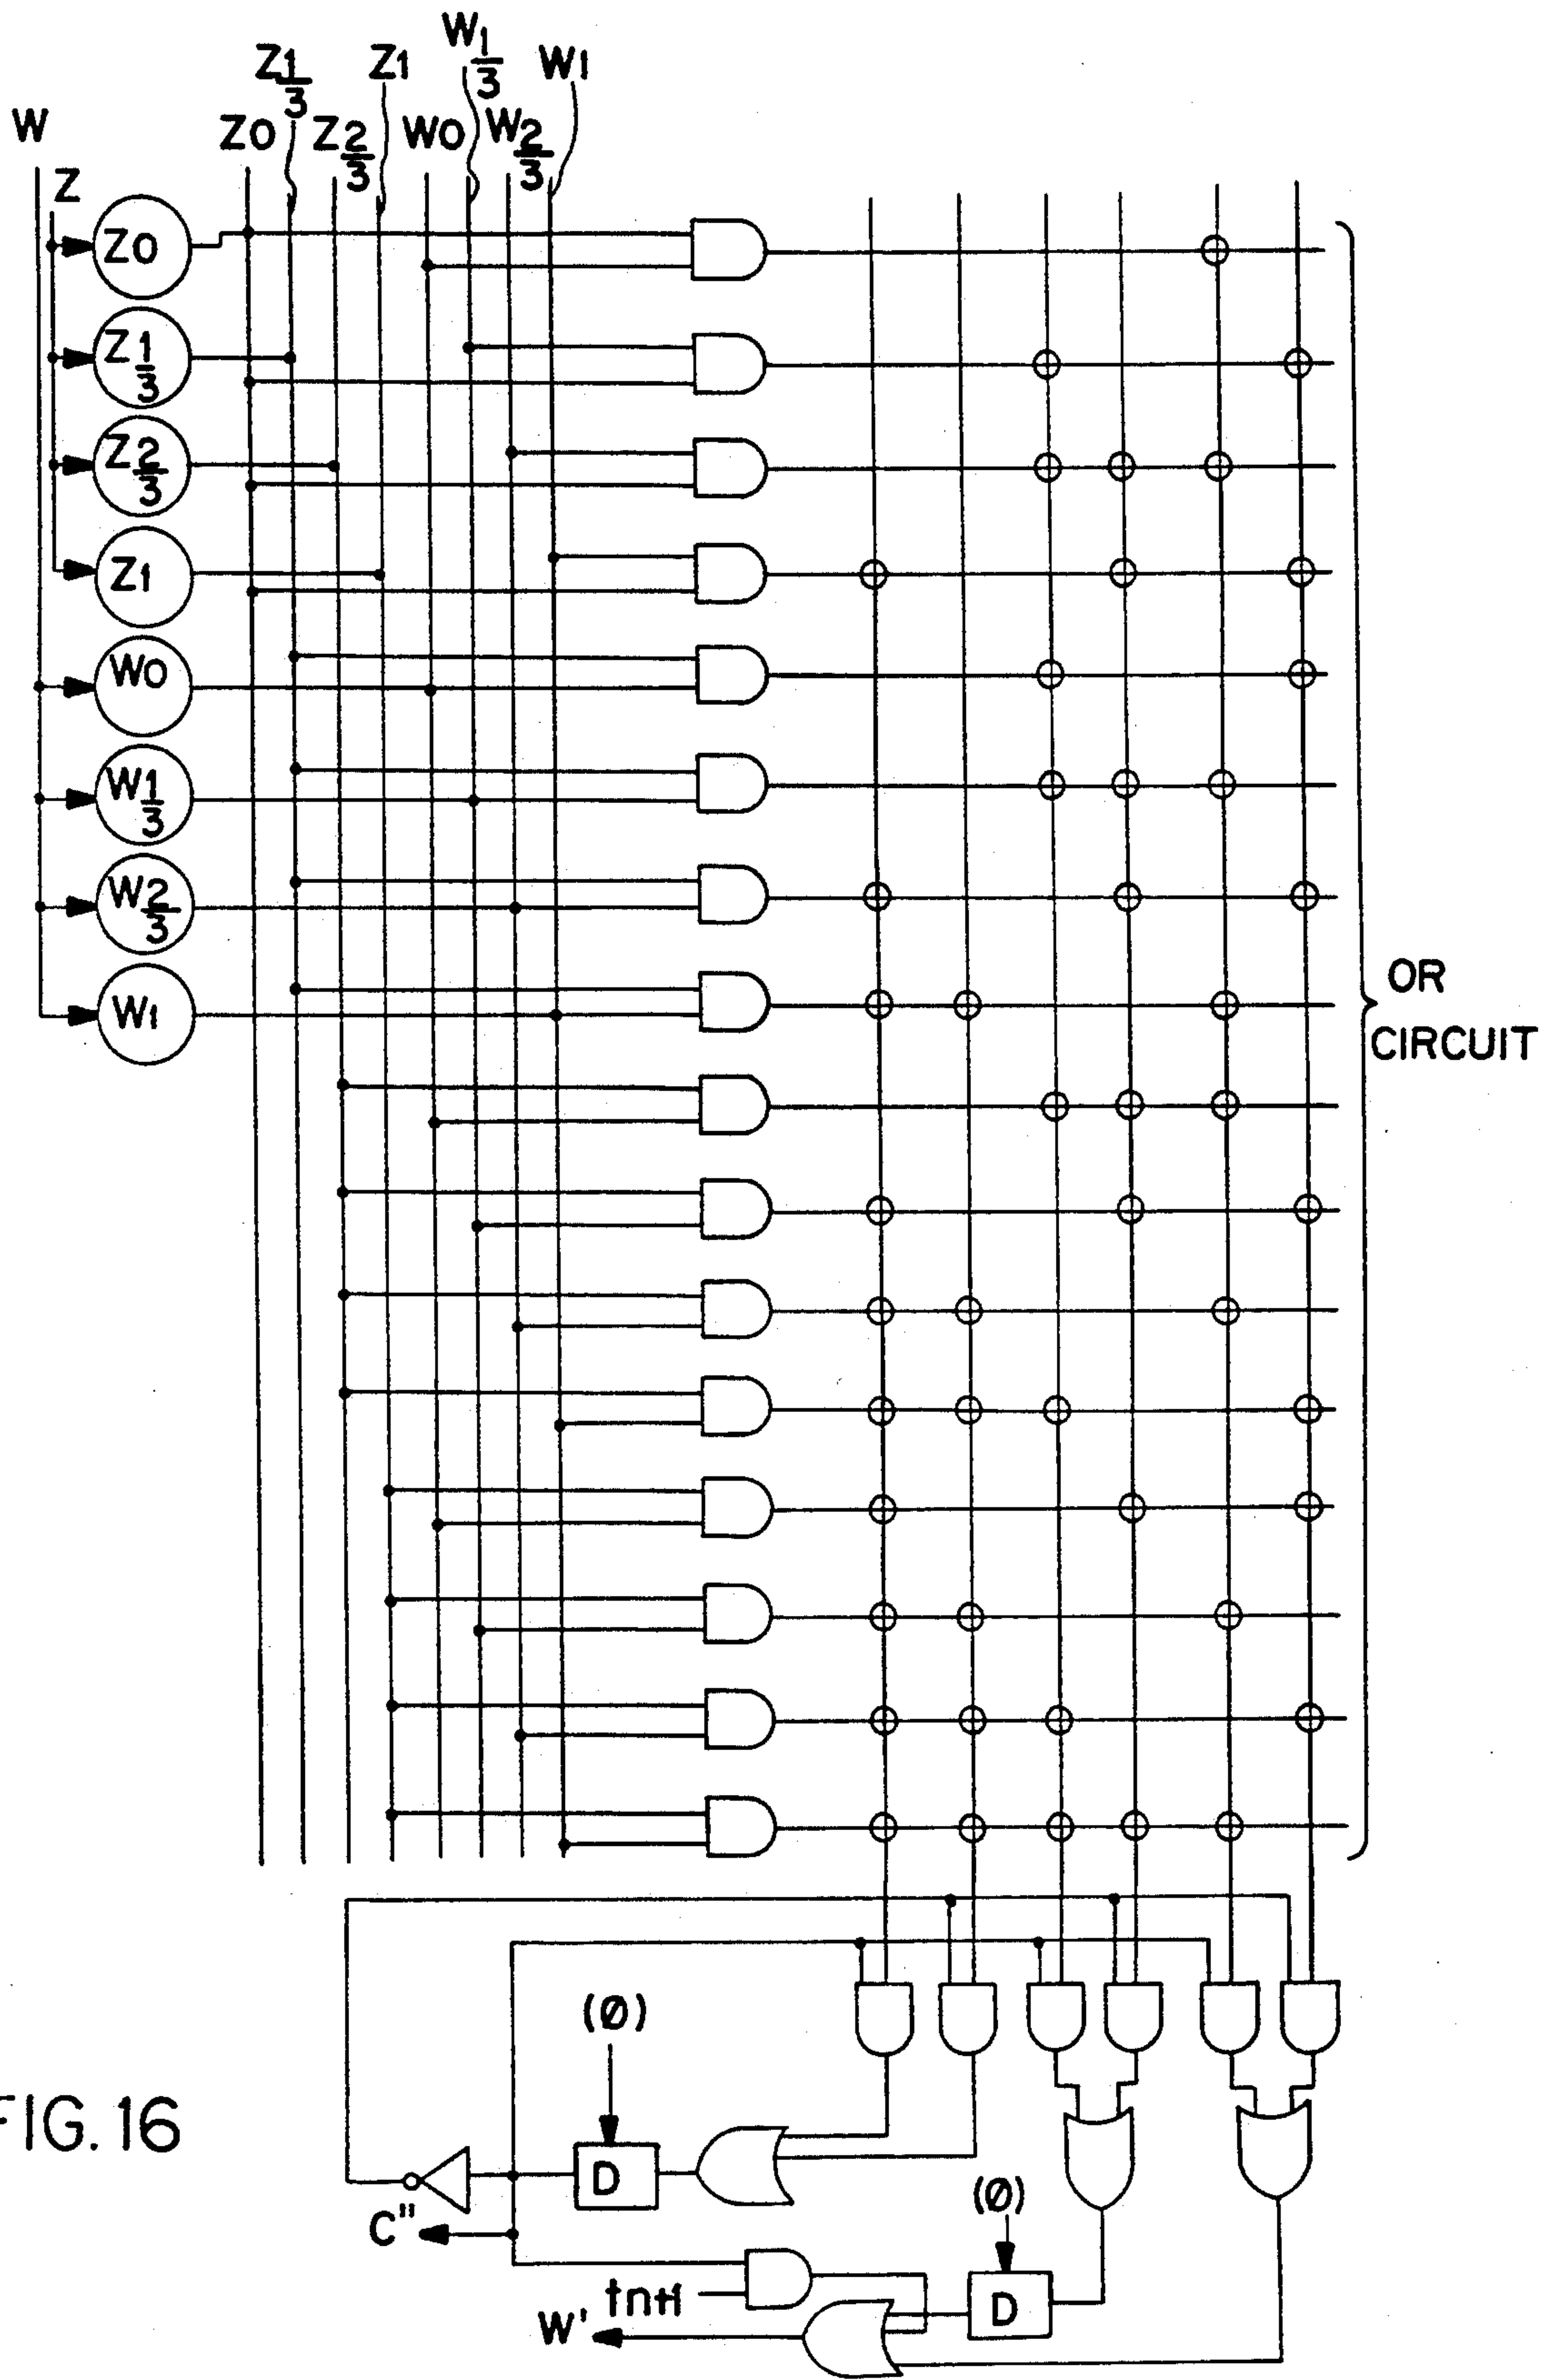 W
Z
Z0
Z1/3
Z2/3
Z1
W0
W1/3
W2/3
W1
Z0
Z1/3
Z2/3
Z1
W0
W1/3
W2/3
W1
OR
CIRCUIT
(Ø)
D
C"
(Ø)
D
tn+1
W'
FIG. 16